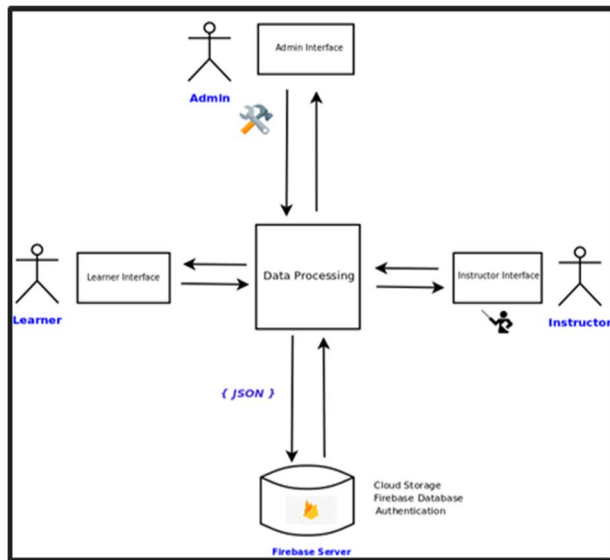 Admin Interface
Admin
Learner Interface
Data Processing
Instructor Interface
Learner
Instructor
{ JSON }
Cloud Storage
Firebase Database
Authentication
Firebase Server